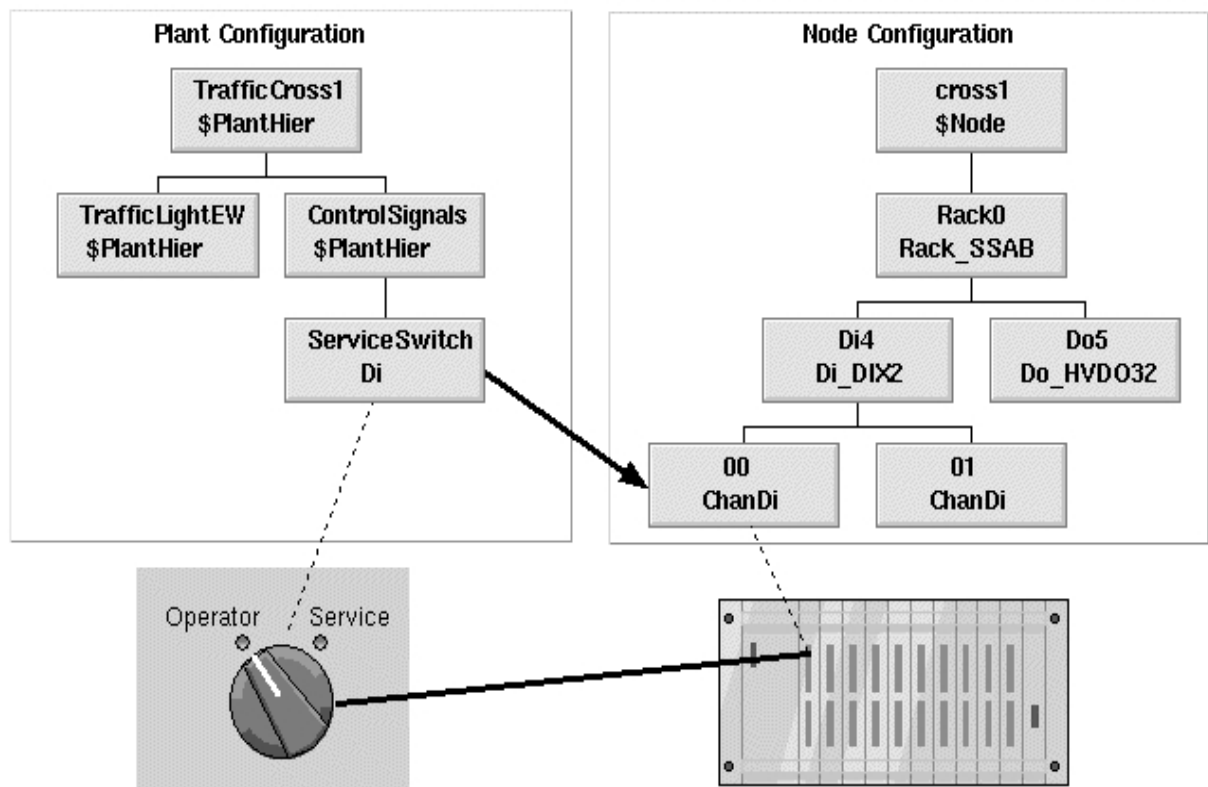 Plant Configuration
TrafficCross1
$PlantHier
TrafficLightEW
$PlantHier
ControlSignals
$PlantHier
ServiceSwitch
Di
Node Configuration
cross1
$Node
Rack0
Rack_SSAB
Di4
Di_DIX2
Do5
Do_HVDO32
00
ChanDi
01
ChanDi
Operator
Service